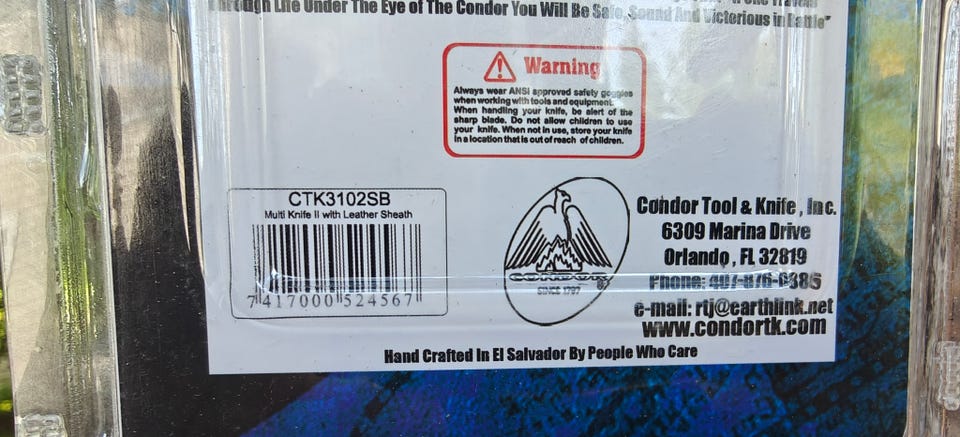 Through Life Under The Eye of The Condor You Will Be Safe, Sound And Victorious in Battle"
Warning
Always wear ANSI approved safety goggles
when working with tools and equipment.
When handling your knife, be alert of the
sharp blade. Do not allow children to use
your knife. When not in use, store your knife
in a location that is out of reach of children.
CTK3102SB
Multi Knife II with Leather Sheath
7 417000 524567
CONDOR
SINCE 1787
®
Condor Tool & Knife, Inc.
6309 Marina Drive
Orlando, FL 32819
Phone:
e-mail: rtj@earthlink.net
www.condortk.com
Hand Crafted In El Salvador By People Who Care